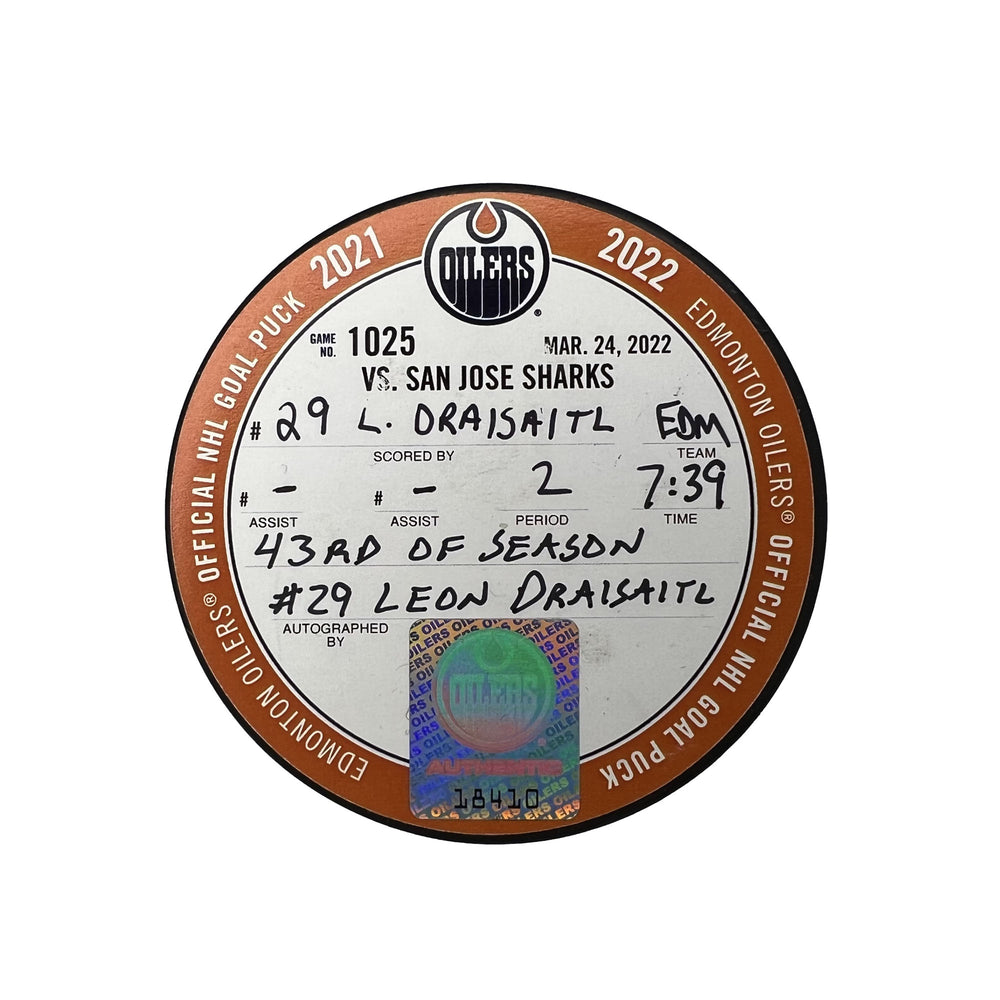 2021 2022
OILERS®
GAME NO. 1025 MAR. 24, 2022
VS. SAN JOSE SHARKS
# 29 L. DRAISAITL EDM
SCORED BY TEAM
# - # - 2 7:39
ASSIST ASSIST PERIOD TIME
43RD OF SEASON
#29 LEON DRAISAITL
AUTOGRAPHED BY
OILERS
AUTHENTIC
18410
EDMONTON OILERS® OFFICIAL NHL GOAL PUCK
EDMONTON OILERS® OFFICIAL NHL GOAL PUCK